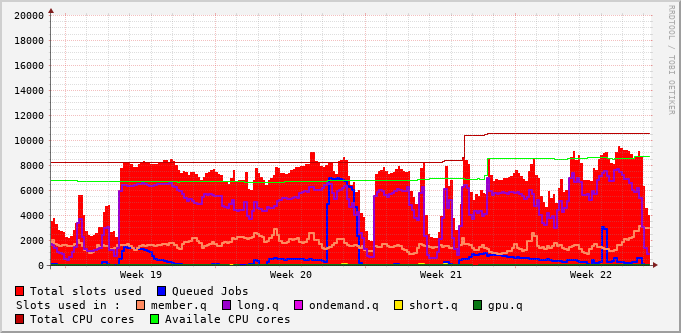 20000
18000
16000
14000
12000
10000
8000
6000
4000
2000
0
Week 19 Week 20 Week 21 Week 22
RRDTOOL / TOBI OETIKER
Total slots used Queued Jobs
Slots used in : member.q long.q ondemand.q short.q gpu.q
Total CPU cores Availale CPU cores